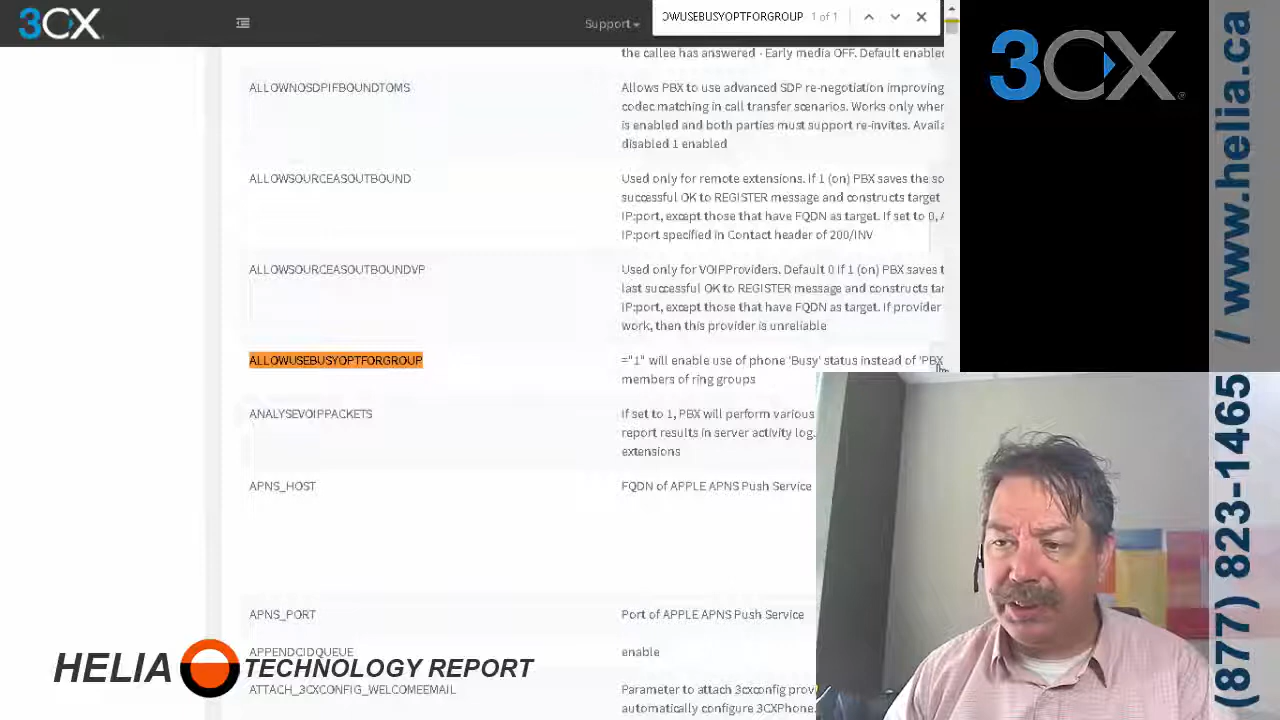 3CX
Support
OWUSEBUSYOPTFORGROUP 1 of 1
the callee has answered - Early media OFF. Default enabled
ALLOWNOSDPIFBOUNDTOMS
Allows PBX to use advanced SDP re-negotiation improving
codec matching in call transfer scenarios. Works only when
is enabled and both parties must support re-invites.
disabled 1 enabled
ALLOWSOURCEASOUTBOUND
Used only for remote extensions. If 1 (on) PBX saves the
successful OK to REGISTER message and constructs target
IP:port, except those that have FQDN as target. If set to 0,
IP:port specified in Contact header of 200/INV
ALLOWSOURCEASOUTBOUNDVP
Used only for VOIPProviders. Default 0 if 1 (on) PBX saves
last successful OK to REGISTER message and constructs
IP:port, except those that have FQDN as target. If provider
work, then this provider is unreliable
ALLOWUSEBUSYOPTFORGROUP
="1" will enable use of phone 'Busy' status instead of 'PBX
members of ring groups
ANALYSEVOIPPACKETS
If set to 1, PBX will perform various
report results in server activity log.
extensions
APNS_HOST
FQDN of APPLE APNS Push Service
APNS_PORT
Port of APPLE APNS Push Service
APPENDCIDQUEUE
enable
ATTACH_3CXCONFIG_WELCOMEEMAIL
Parameter to attach 3cxconfig
automatically configure 3CXPhone.
HELIA TECHNOLOGY REPORT
3CX
(877) 823-1465 / www.helia.ca